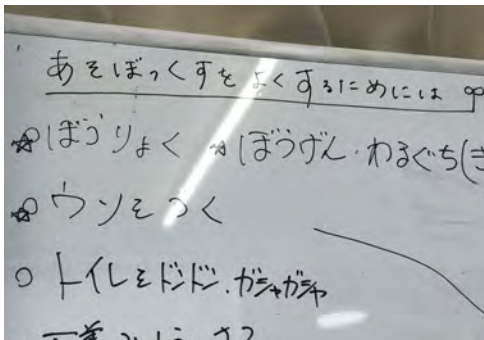 あそぼっくすをよくするためには
☆ぼうりょく ☆ぼうげん・わるぐち(き
☆ウソをつく
○トイレをドンドン・ガシャガシャ